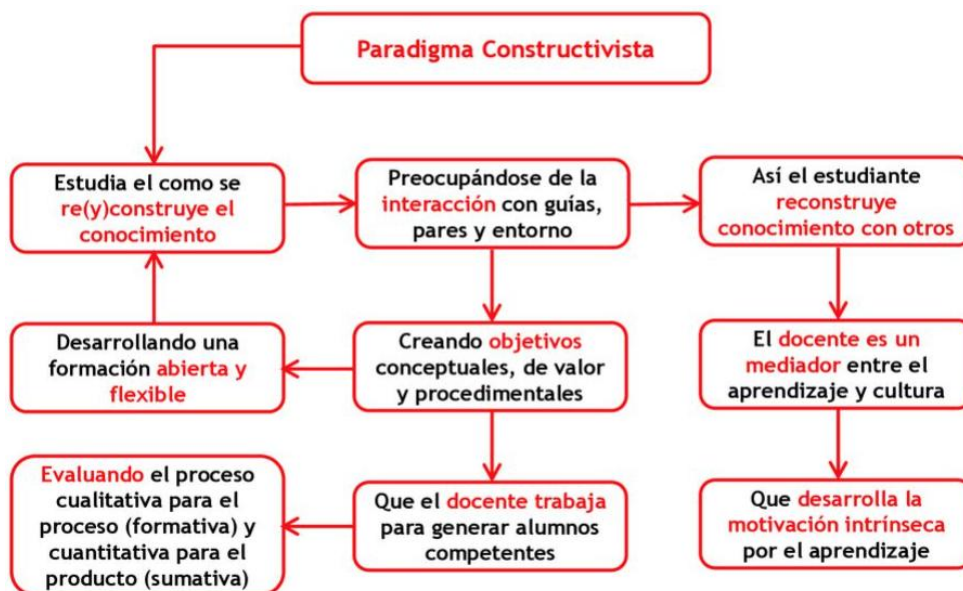 Paradigma Constructivista
Estudia el como se
re(y)construye el
conocimiento
Preocupándose de la
interacción con guías,
pares y entorno
Así el estudiante
reconstruye
conocimiento con otros
Desarrollando una
formación abierta y
flexible
Creando objetivos
conceptuales, de valor
y procedimentales
El docente es un
mediador entre el
aprendizaje y cultura
Evaluando el proceso
cualitativa para el
proceso (formativa) y
cuantitativa para el
producto (sumativa)
Que el docente trabaja
para generar alumnos
competentes
Que desarrolla la
motivación intrínseca
por el aprendizaje